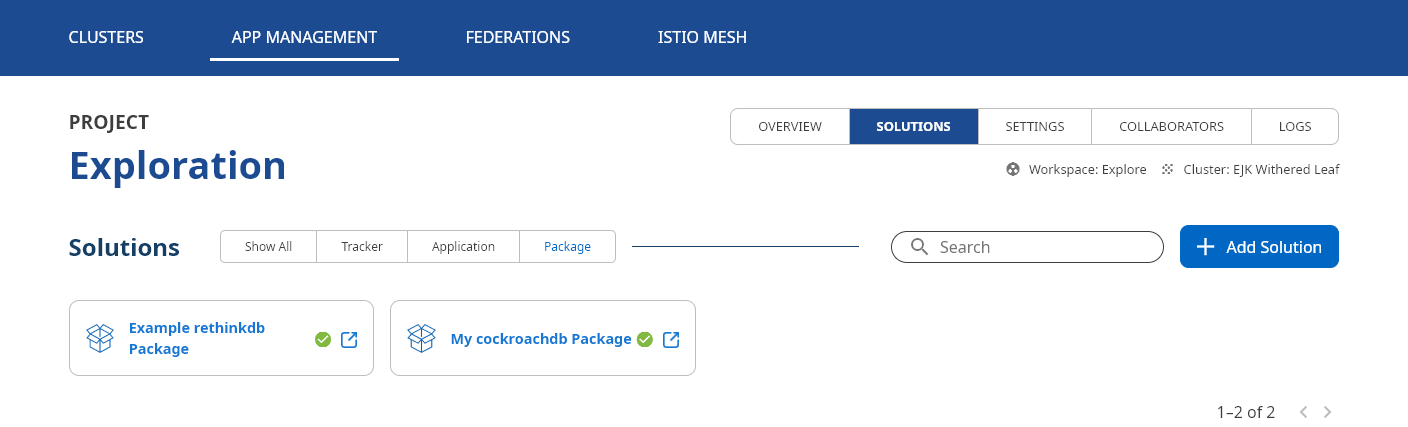 CLUSTERS APP MANAGEMENT FEDERATIONS ISTIO MESH
PROJECT
Exploration
OVERVIEW SOLUTIONS SETTINGS COLLABORATORS LOGS
Workspace: Explore Cluster: EJK Withered Leaf
Solutions Show All Tracker Application Package Search Add Solution
Example rethinkdb
Package
My cockroachdb Package
1–2 of 2